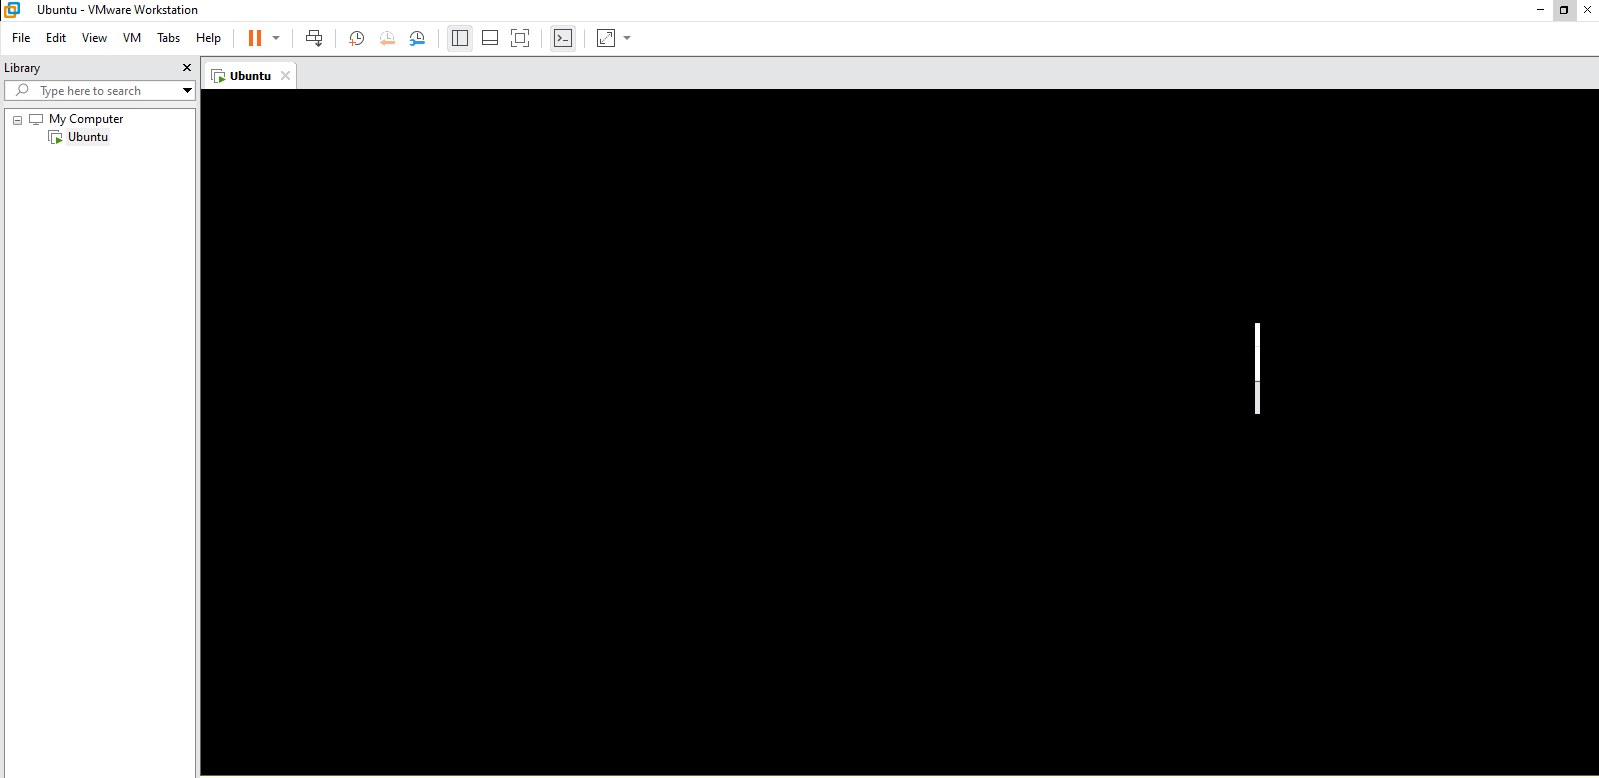 Ubuntu - VMware Workstation
File Edit View VM Tabs Help
Library
Ubuntu
Type here to search
My Computer
Ubuntu